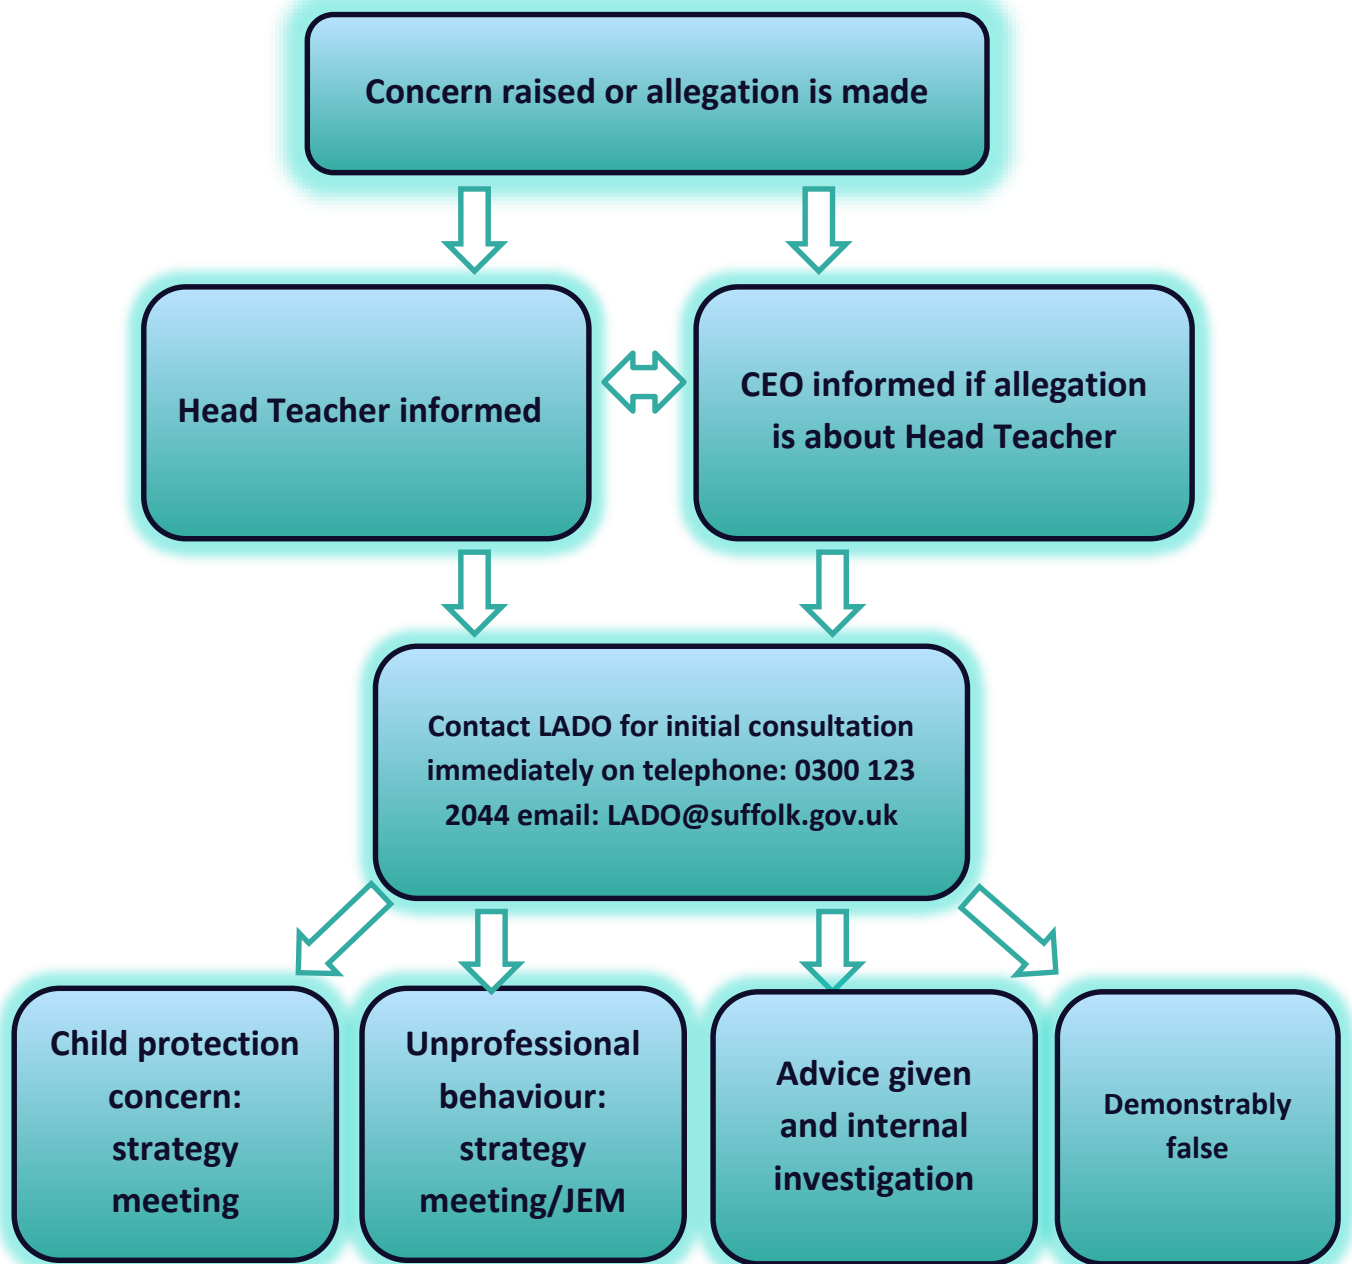 Concern raised or allegation is made
Head Teacher informed
CEO informed if allegation
is about Head Teacher
Contact LADO for initial consultation
immediately on telephone: 0300 123
2044 email: LADO@suffolk.gov.uk
Child protection
concern:
strategy
meeting
Unprofessional
behaviour:
strategy
meeting/JEM
Advice given
and internal
investigation
Demonstrably
false